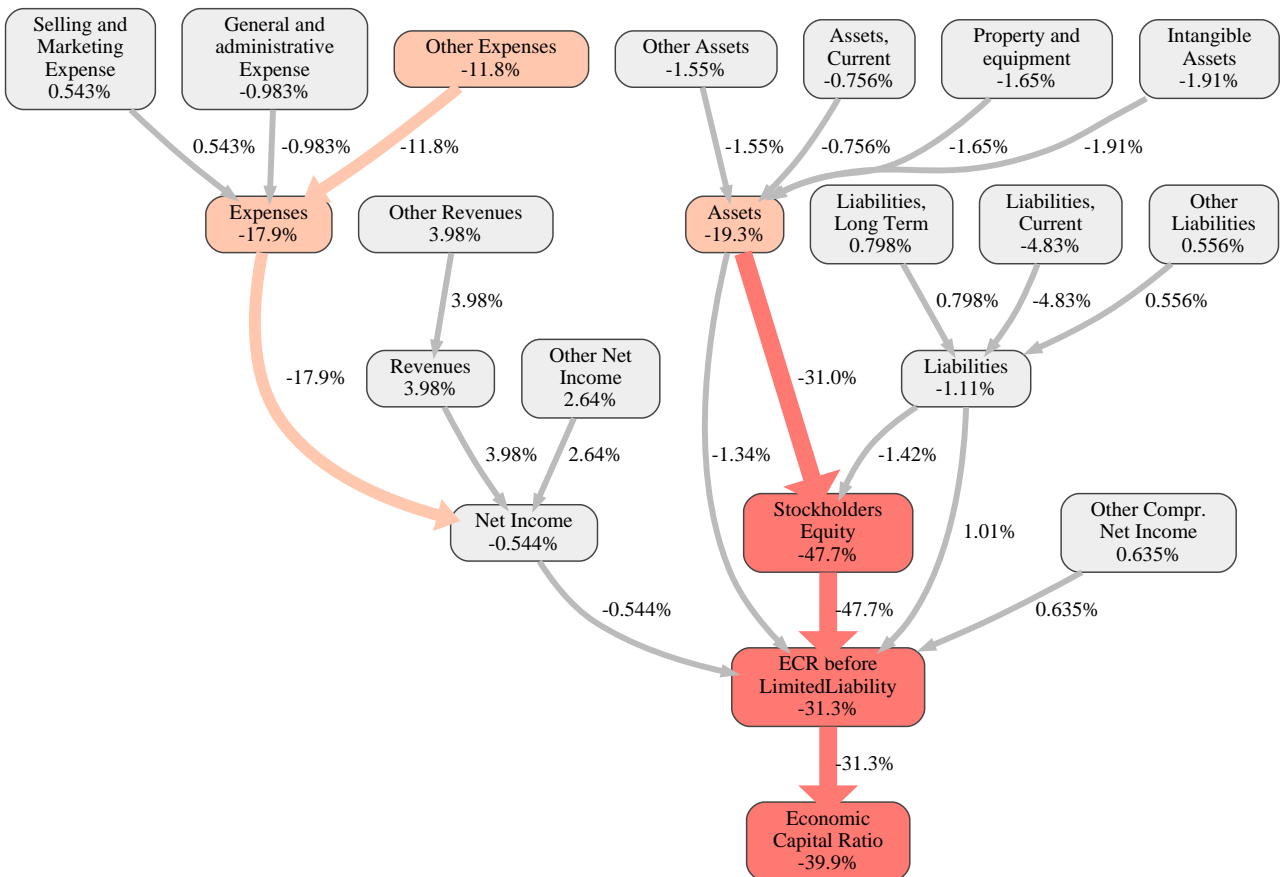 Selling and
Marketing
Expense
0.543%
General and
administrative
Expense
-0.983%
Other Expenses
-11.8%
Other Assets
-1.55%
Assets,
Current
-0.756%
Property and
equipment
-1.65%
Intangible
Assets
-1.91%
0.543%
-0.983%
-11.8%
-1.55%
-0.756%
-1.65%
-1.91%
Expenses
-17.9%
Other Revenues
3.98%
Assets
-19.3%
Liabilities,
Long Term
0.798%
Liabilities,
Current
-4.83%
Other
Liabilities
0.556%
3.98%
0.798%
-4.83%
0.556%
-17.9%
Revenues
3.98%
Other Net
Income
2.64%
-31.0%
Liabilities
-1.11%
3.98%
2.64%
-1.34%
-1.42%
1.01%
Net Income
-0.544%
Stockholders
Equity
-47.7%
Other Compr.
Net Income
0.635%
-0.544%
-47.7%
0.635%
ECR before
LimitedLiability
-31.3%
-31.3%
Economic
Capital Ratio
-39.9%